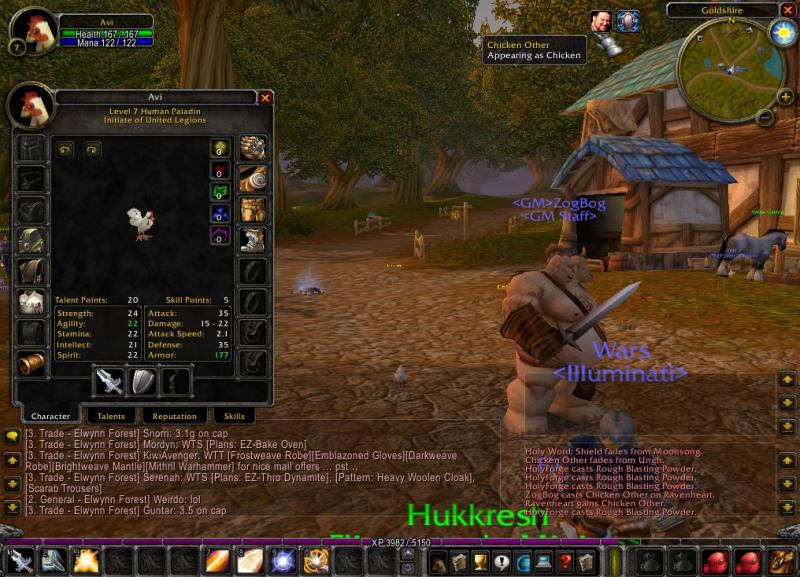 Avi
7
Health 167 / 167
Mana 122 / 122
Chicken Other
Appearing as Chicken
Goldshire
N
Avi
Level 7 Human Paladin
Initiate of United Legions
0
0
0
0
0
Talent Points: 20
Skill Points: 5
Strength: 24
Agility: 22
Stamina: 22
Intellect: 21
Spirit: 22
Attack: 35
Damage: 15 - 22
Attack Speed: 2.1
Defense: 35
Armor: 177
Character
Talents
Reputation
Skills
<GM>ZogBog
<GM Staff>
Wars
<Illuminati>
Hukkresh
[3. Trade - Elwynn Forest] Snorri: 3.1g on cap
[3. Trade - Elwynn Forest] Mordyn: WTS [Plans: EZ-Bake Oven]
[3. Trade - Elwynn Forest] KiwiAvenger: WTT [Frostweave Robe][Emblazoned Gloves][Darkweave
Robe][Brightweave Mantle][Mithril Warhammer] for nice mail offers ... pst ..
[3. Trade - Elwynn Forest] Serenah: WTS [Plans: EZ-Thro Dynamite], [Pattern: Heavy Woolen Cloak],
[Scarab Trousers]
[2. General - Elwynn Forest] Weirdo: lol
[3. Trade - Elwynn Forest] Guntar: 3.5 on cap
Holy Word: Shield fades from Moonsong.
Chicken Other fades from Ungh.
Holyforge casts Rough Blasting Powder.
Holyforge casts Rough Blasting Powder.
Holyforge casts Rough Blasting Powder.
ZogBog casts Chicken Other on Ravenheart.
Ravenheart gains Chicken Other.
Holyforge casts Rough Blasting Powder.
XP 3982 / 5150